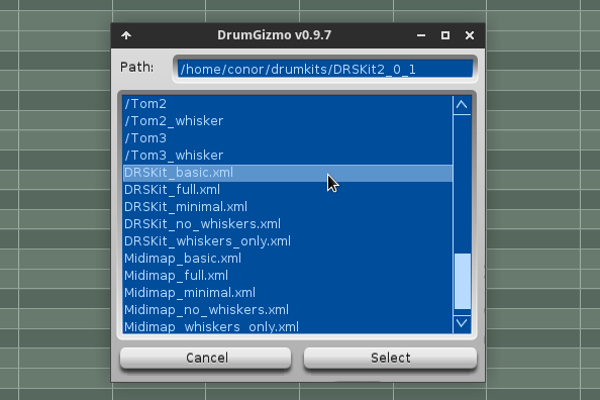 DrumGizmo v0.9.7
Path: /home/conor/drumkits/DRSKit2_0_1
/Tom2
/Tom2_whisker
/Tom3
/Tom3_whisker
DRSKit_basic.xml
DRSKit_full.xml
DRSKit_minimal.xml
DRSKit_no_whiskers.xml
DRSKit_whiskers_only.xml
Midimap_basic.xml
Midimap_full.xml
Midimap_minimal.xml
Midimap_no_whiskers.xml
Midimap_whiskers_only.xml
Cancel Select